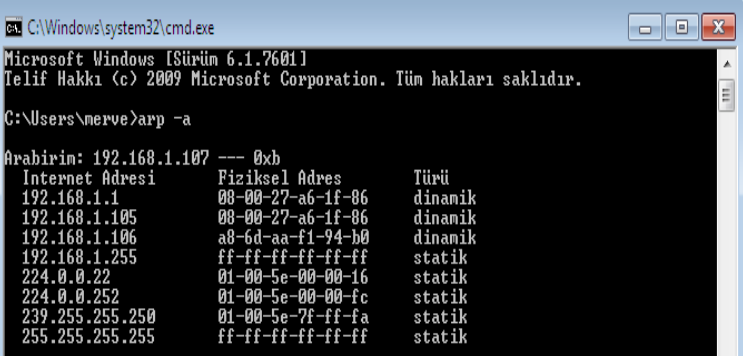 C:\Windows\system32\cmd.exe
Microsoft Windows [Sürüm 6.1.7601]
Telif Hakkı (c) 2009 Microsoft Corporation. Tüm hakları saklıdır.
C:\Users\merve>arp -a
Arabirim: 192.168.1.107 --- 0xb
Internet Adresi Fiziksel Adres Türü
192.168.1.1 08-00-27-a6-1f-86 dinamik
192.168.1.105 08-00-27-a6-1f-86 dinamik
192.168.1.106 a8-6d-aa-f1-94-b0 dinamik
192.168.1.255 ff-ff-ff-ff-ff-ff statik
224.0.0.22 01-00-5e-00-00-16 statik
224.0.0.252 01-00-5e-00-00-fc statik
239.255.255.250 01-00-5e-7f-ff-fa statik
255.255.255.255 ff-ff-ff-ff-ff-ff statik